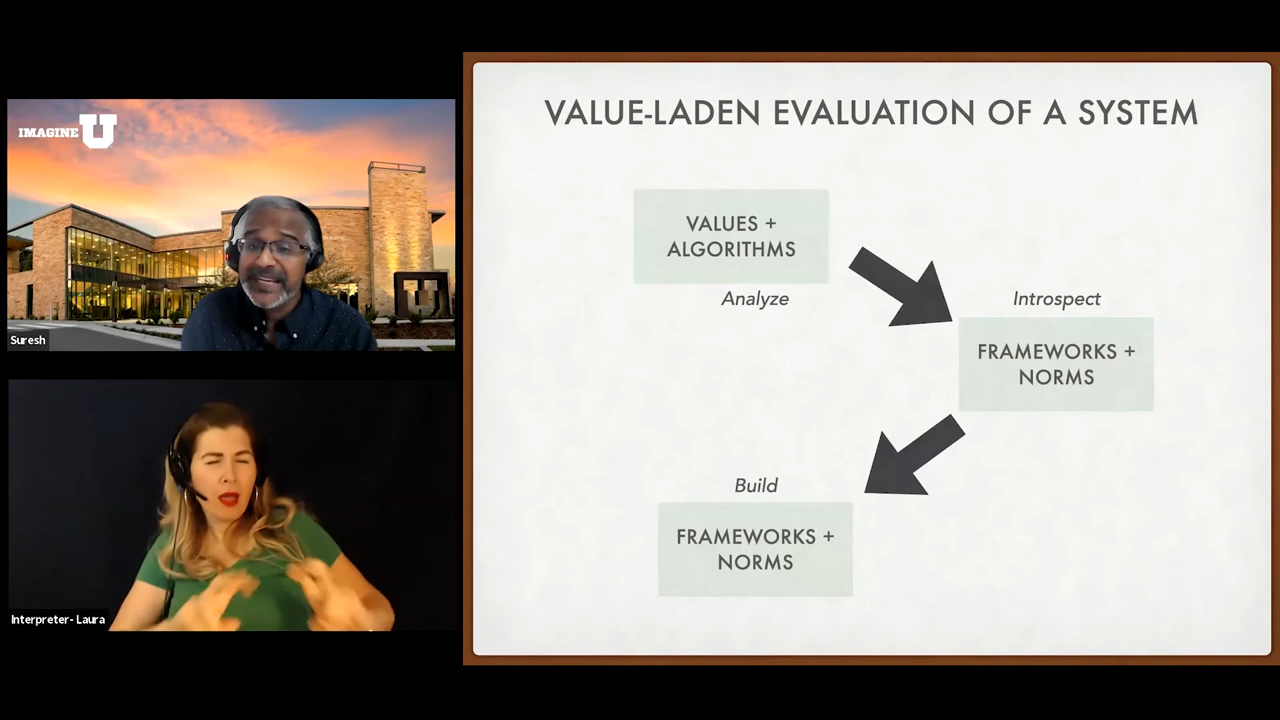 IMAGINE U
Suresh
Interpreter- Laura
VALUE-LADEN EVALUATION OF A SYSTEM
VALUES +
ALGORITHMS
Analyze
Introspect
FRAMEWORKS +
NORMS
Build
FRAMEWORKS +
NORMS